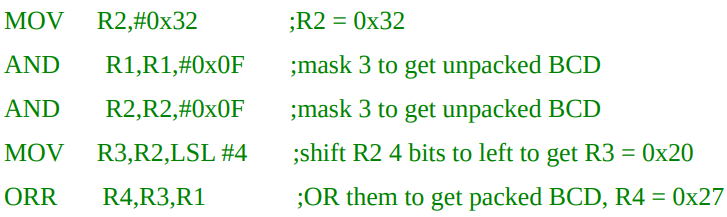 MOV R2,#0x32 ;R2 = 0x32
AND R1,R1,#0x0F ;mask 3 to get unpacked BCD
AND R2,R2,#0x0F ;mask 3 to get unpacked BCD
MOV R3,R2,LSL #4 ;shift R2 4 bits to left to get R3 = 0x20
ORR R4,R3,R1 ;OR them to get packed BCD, R4 = 0x27